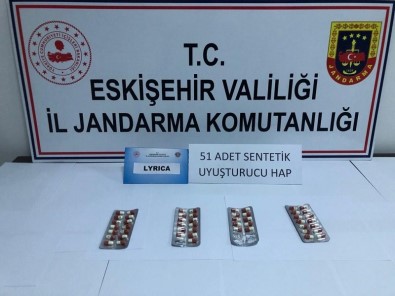 T.C.
ESKİŞEHİR VALİLİĞİ
İL JANDARMA KOMUTANLIĞI
JANDARMA
LYRICA
51 ADET SENTETİK
UYUŞTURUCU HAP